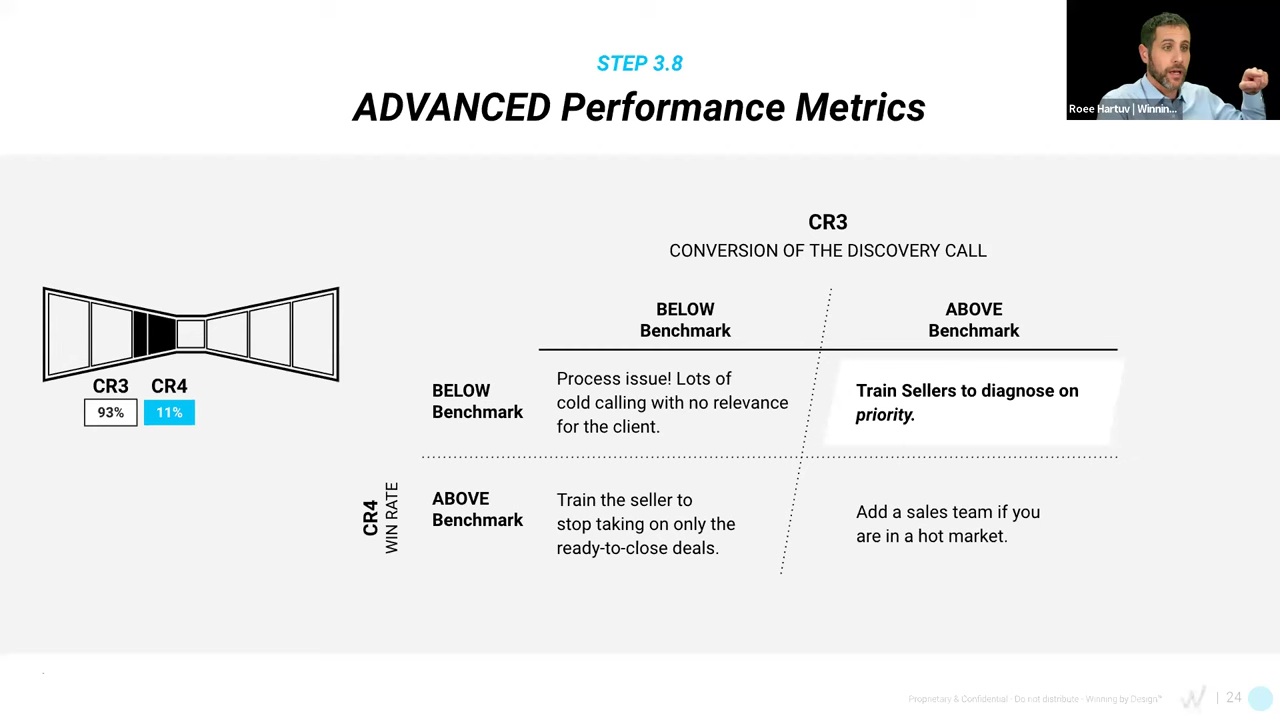 STEP 3.8
ADVANCED Performance Metrics
Roee Hartuv | Winnin...
CR3
CONVERSION OF THE DISCOVERY CALL
BELOW
Benchmark
ABOVE
Benchmark
CR3 CR4
93% 11%
BELOW
Benchmark
Process issue! Lots of
cold calling with no relevance
for the client.
Train Sellers to diagnose on
priority.
CR4
WIN RATE
ABOVE
Benchmark
Train the seller to
stop taking on only the
ready-to-close deals.
Add a sales team if you
are in a hot market.
Proprietary & Confidential - Do not distribute - Winning by Design™
W | 24